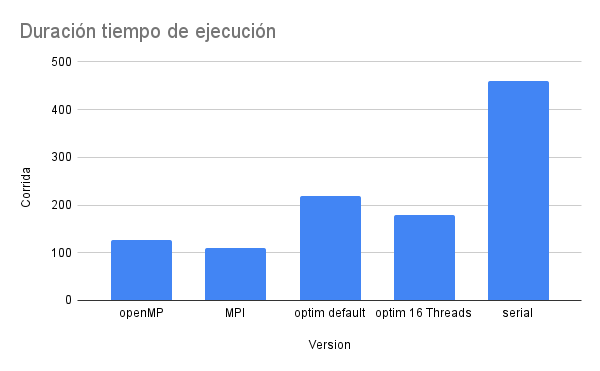 Duración tiempo de ejecución
500
400
300
200
100
0
Corrida
openMP MPI optim default optim 16 Threads serial
Version